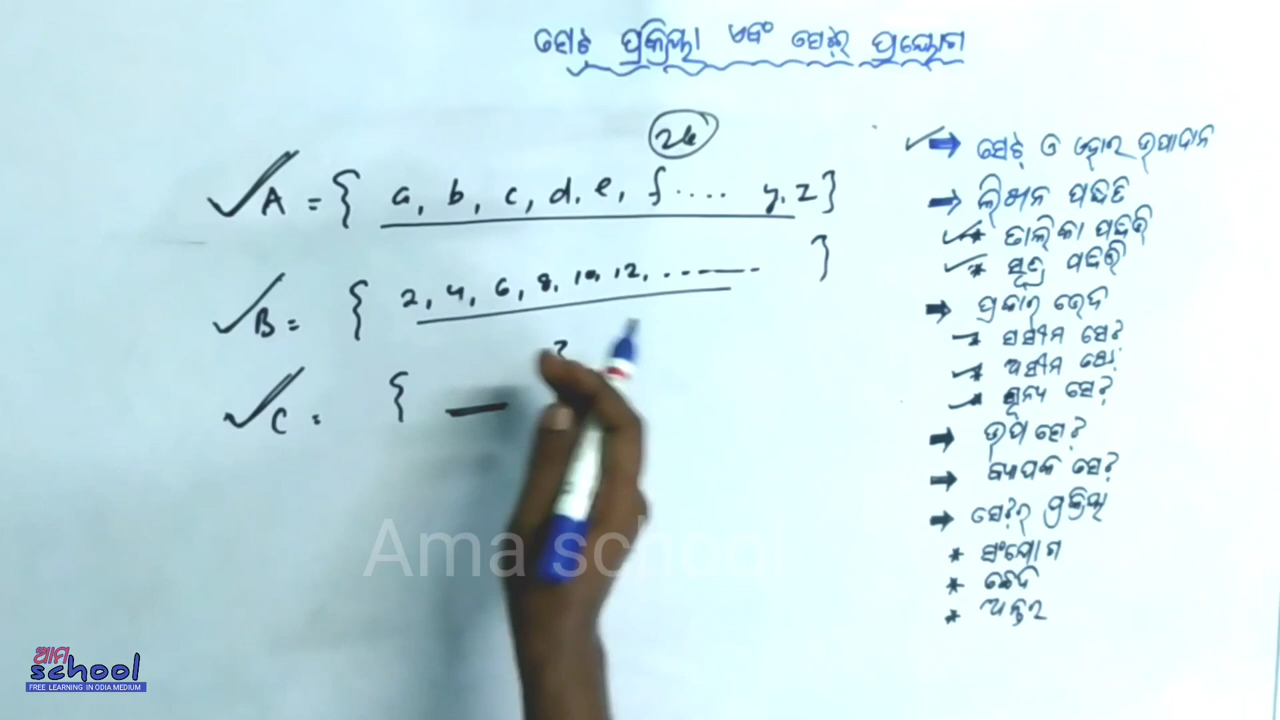 ସେଟ୍ ପ୍ରକ୍ରିୟା ଏବଂ ସେଟ୍ର ପ୍ରୟୋଗ
26
A = { a, b, c, d, e, f .... y, z }
B = { 2, 4, 6, 8, 10, 12, ........ }
C = { — }
→ ସେଟ୍ ଓ ଏହାର ଉପାଦାନ
→ ଲିଖନ ପଦ୍ଧତି
* ତାଲିକା ପଦ୍ଧତି
* ସୂତ୍ର ପଦ୍ଧତି
→ ପ୍ରକାର ଭେଦ
* ସସୀମ ସେଟ୍
* ଅସୀମ ସେଟ୍
* ଶୂନ୍ୟ ସେଟ୍
→ ଉପସେଟ୍
→ ବ୍ୟାପକ ସେଟ୍
→ ସେଟ୍ର ପ୍ରକ୍ରିୟା
* ସଂଯୋଗ
* ଛେଦ
* ଅନ୍ତର
Ama school
ଆମ
school
FREE LEARNING IN ODIA MEDIUM